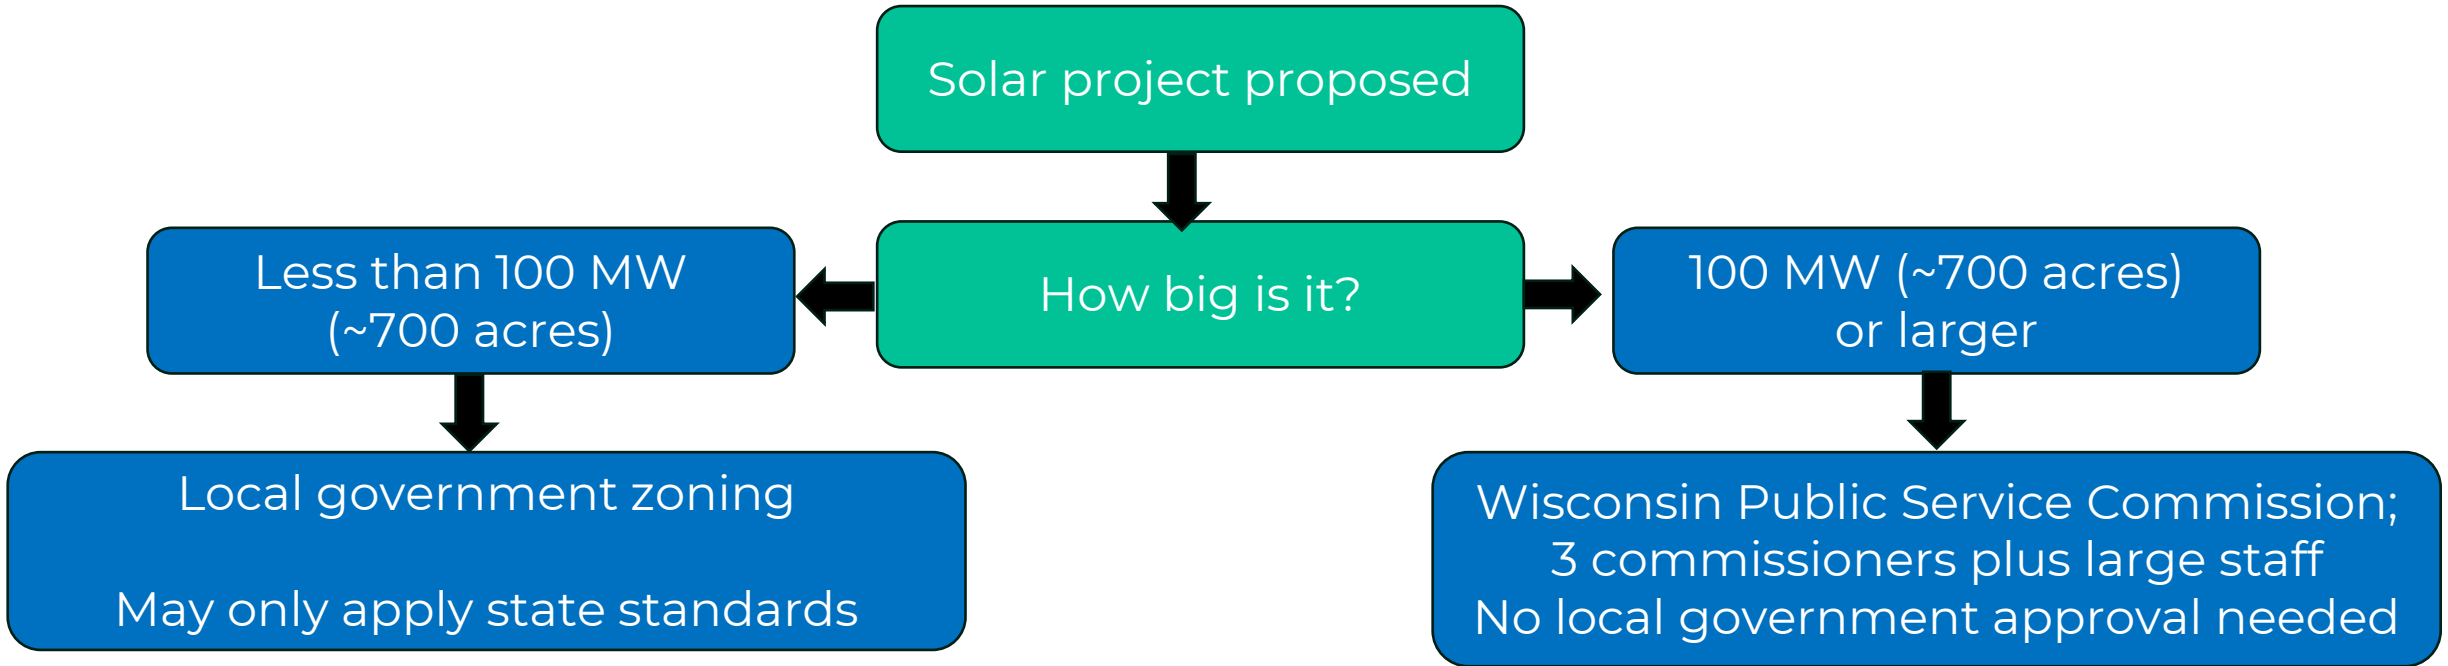 Solar project proposed
How big is it?
Less than 100 MW
(~700 acres)
100 MW (~700 acres)
or larger
Local government zoning
May only apply state standards
Wisconsin Public Service Commission;
3 commissioners plus large staff
No local government approval needed